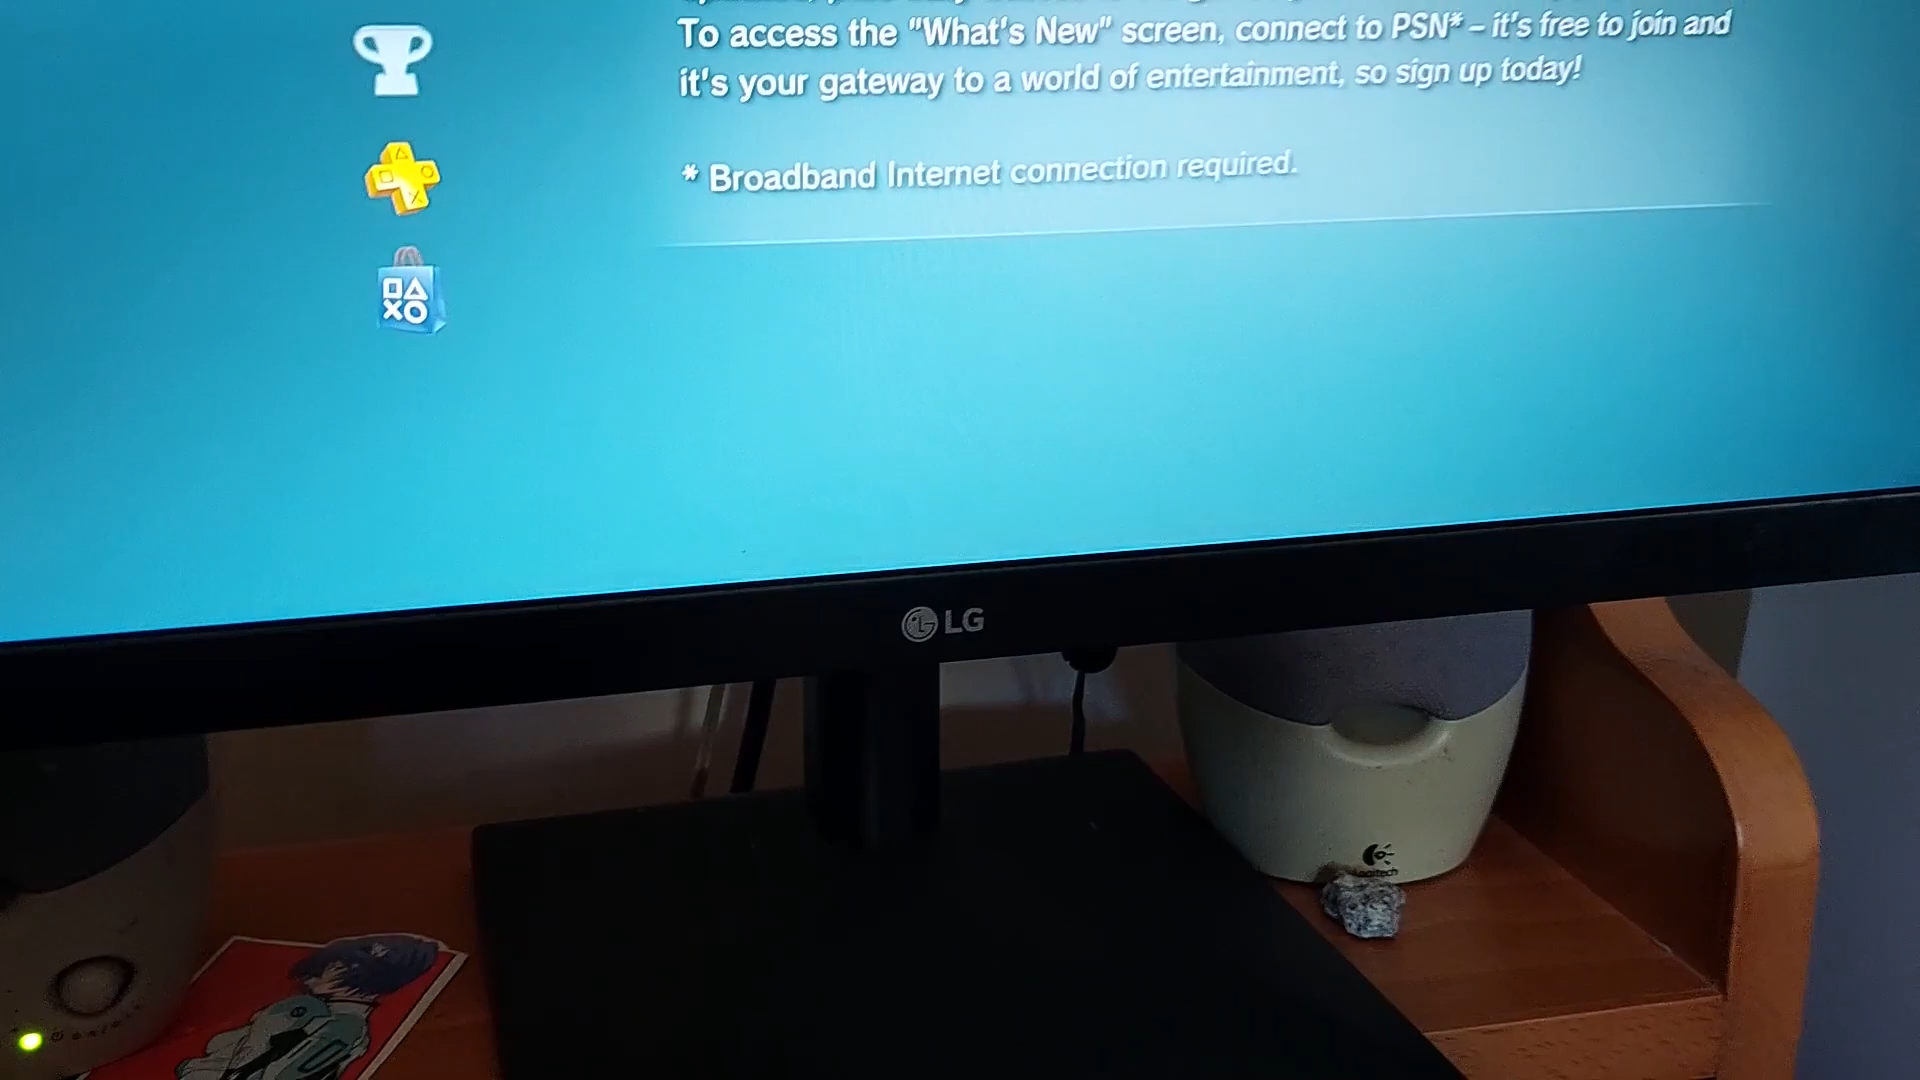 To access the "What's New" screen, connect to PSN* – it's free to join and
it's your gateway to a world of entertainment, so sign up today!
* Broadband Internet connection required.
LG
Logitech